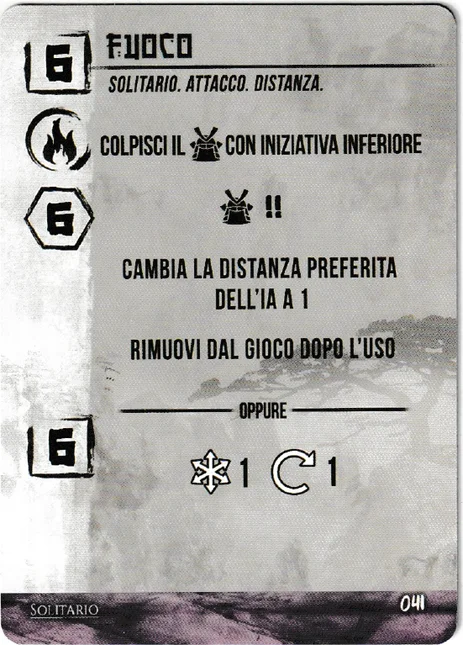 6
FUOCO
SOLITARIO. ATTACCO. DISTANZA.
COLPISCI IL CON INIZIATIVA INFERIORE
6
!!
CAMBIA LA DISTANZA PREFERITA
DELL'IA A 1
RIMUOVI DAL GIOCO DOPO L'USO
OPPURE
6
1 1
SOLITARIO
041